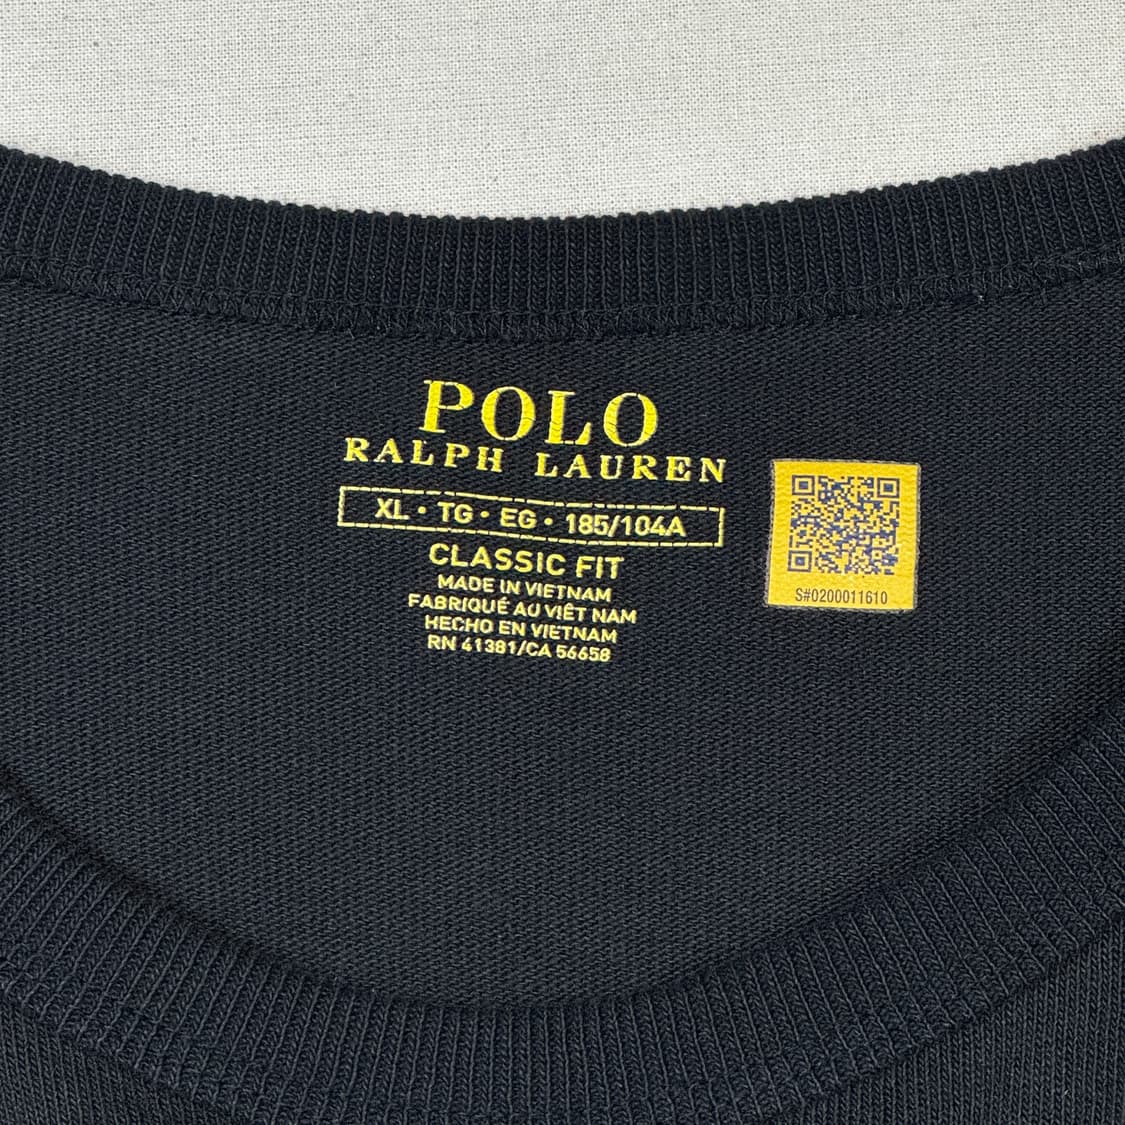 POLO
RALPH LAUREN
XL • TG • EG • 185/104A
CLASSIC FIT
MADE IN VIETNAM
FABRIQUÉ AU VIÊT NAM
HECHO EN VIETNAM
RN 41381/CA 56658
S#0200011610